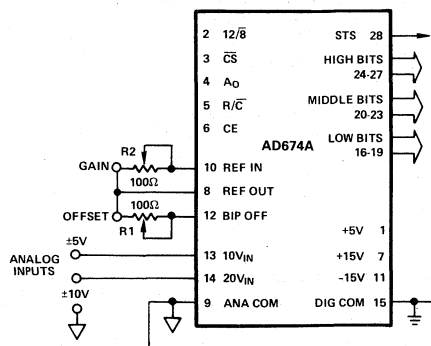 2 12/8̅ STS 28
3 C̅S̅ HIGH BITS
24-27
4 A₀
MIDDLE BITS
5 R/C̅ 20-23
6 CE LOW BITS
16-19
AD674A
R2
GAIN 10 REF IN
100Ω
8 REF OUT
100Ω
OFFSET 12 BIP OFF
R1
+5V 1
±5V
13 10V_IN +15V 7
ANALOG
INPUTS
14 20V_IN -15V 11
±10V
9 ANA COM DIG COM 15